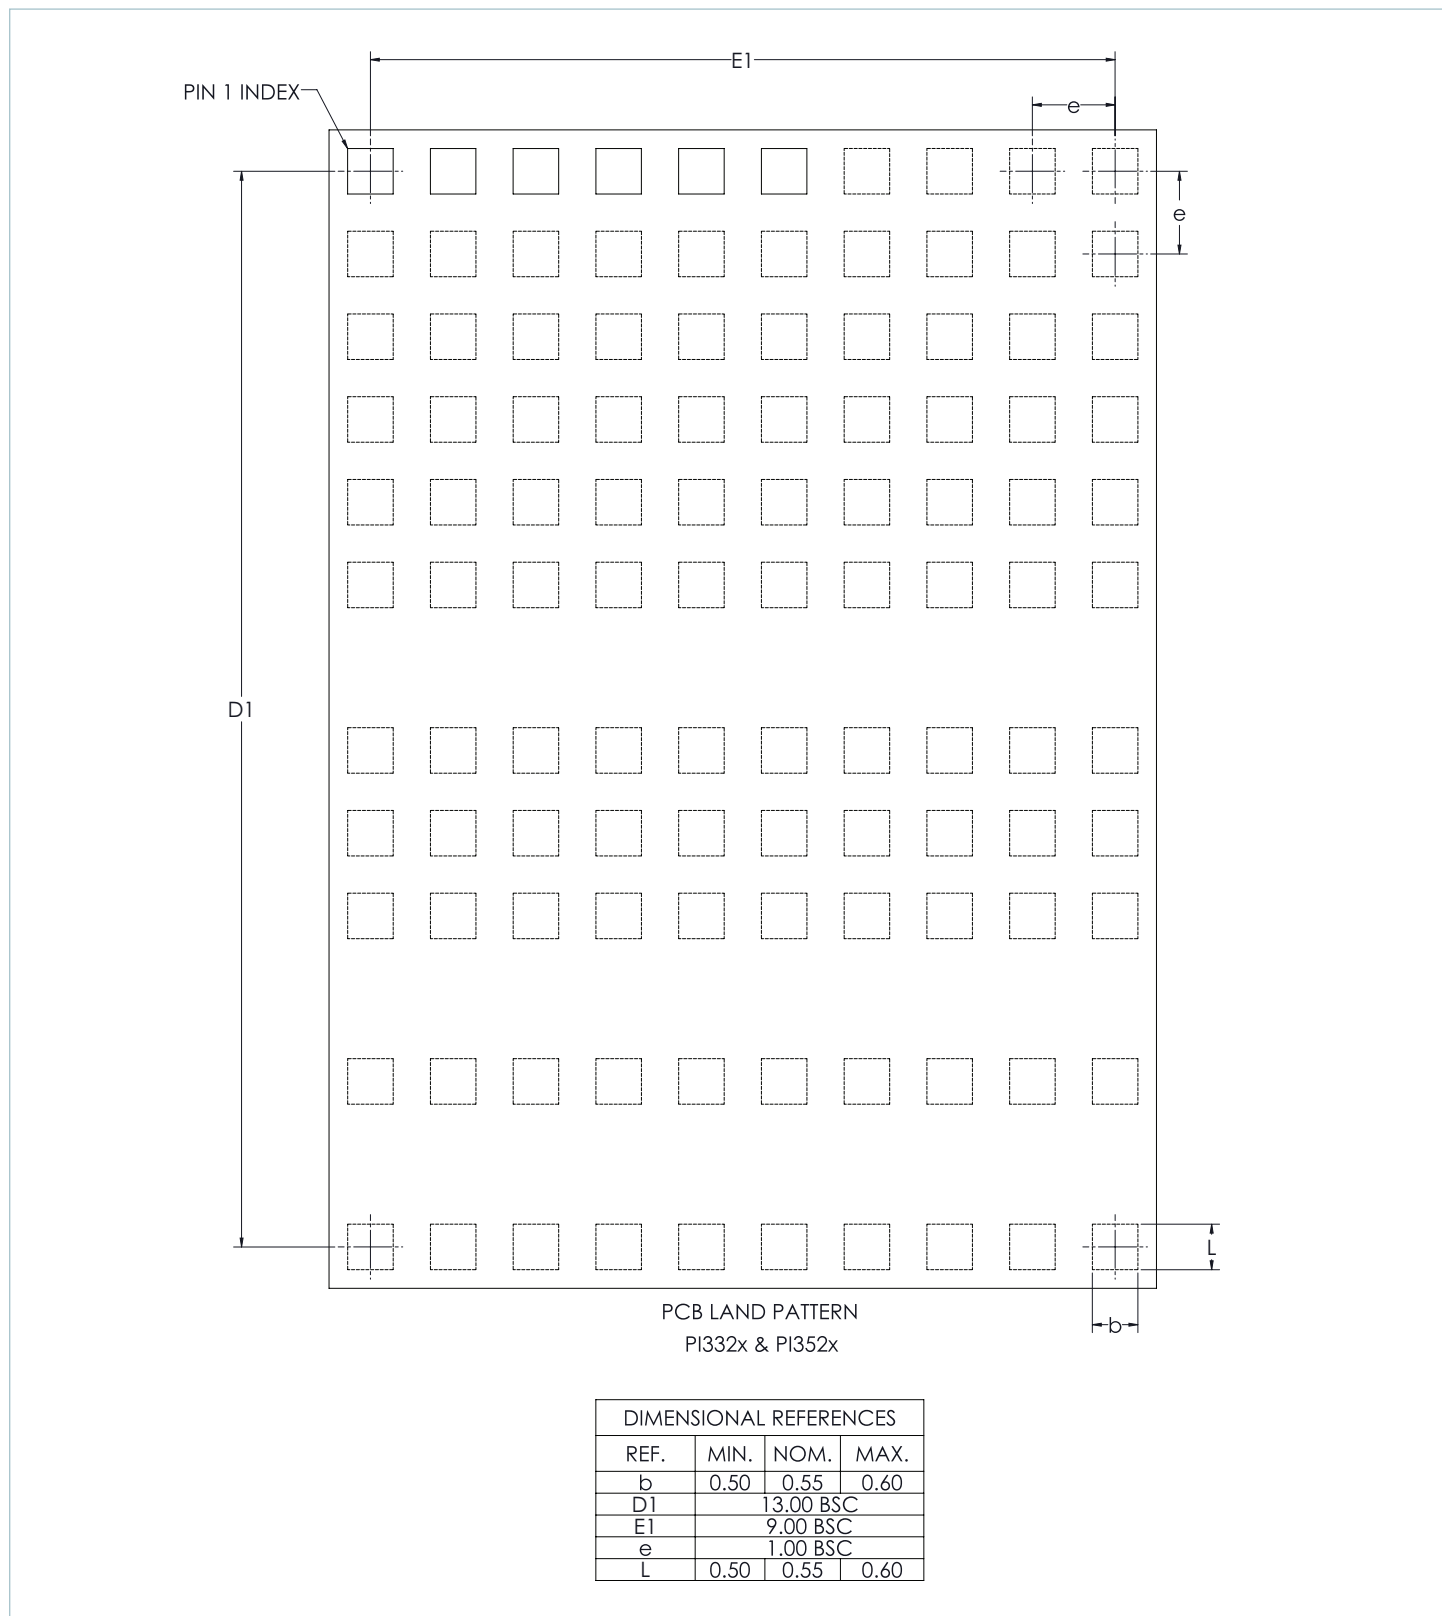 E1
PIN 1 INDEX
e
e
D1
L
PCB LAND PATTERN
b
PI332x & PI352x
DIMENSIONAL REFERENCES
REF. MIN. NOM. MAX.
b 0.50 0.55 0.60
D1 13.00 BSC
E1 9.00 BSC
e 1.00 BSC
L 0.50 0.55 0.60